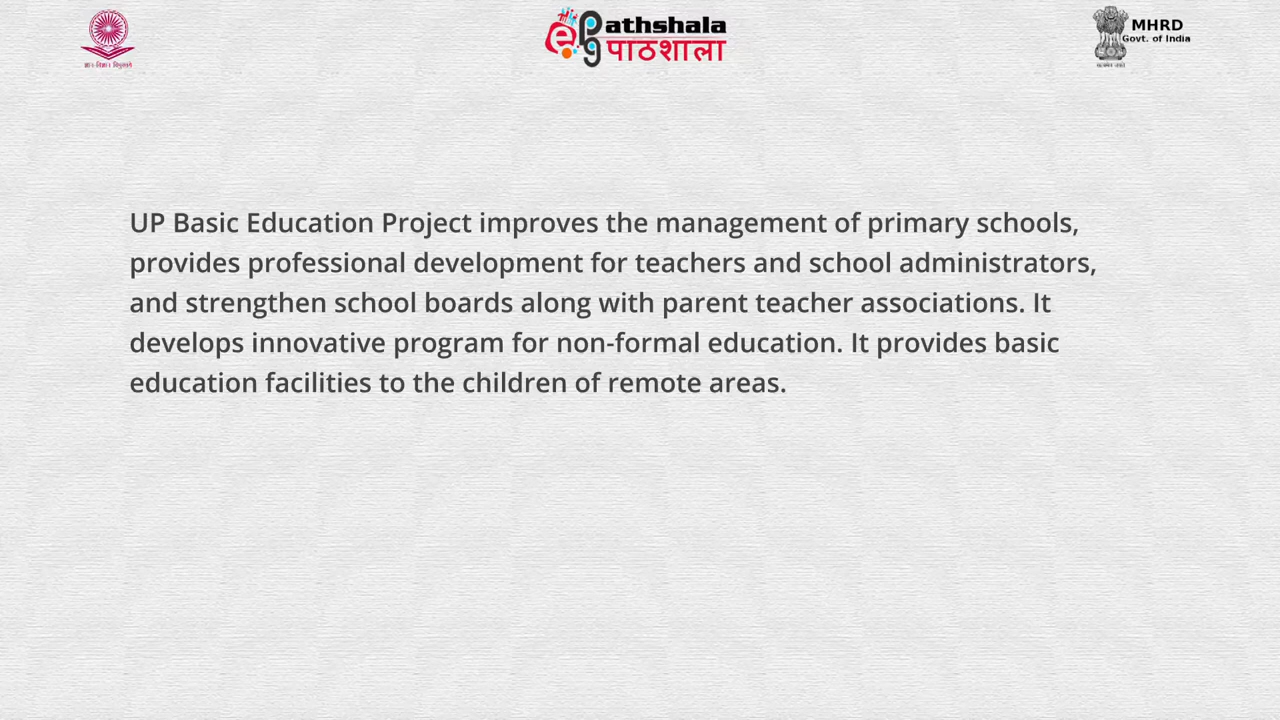 athshala
पाठशाला
MHRD
Govt. of India
UP Basic Education Project improves the management of primary schools,
provides professional development for teachers and school administrators,
and strengthen school boards along with parent teacher associations. It
develops innovative program for non-formal education. It provides basic
education facilities to the children of remote areas.